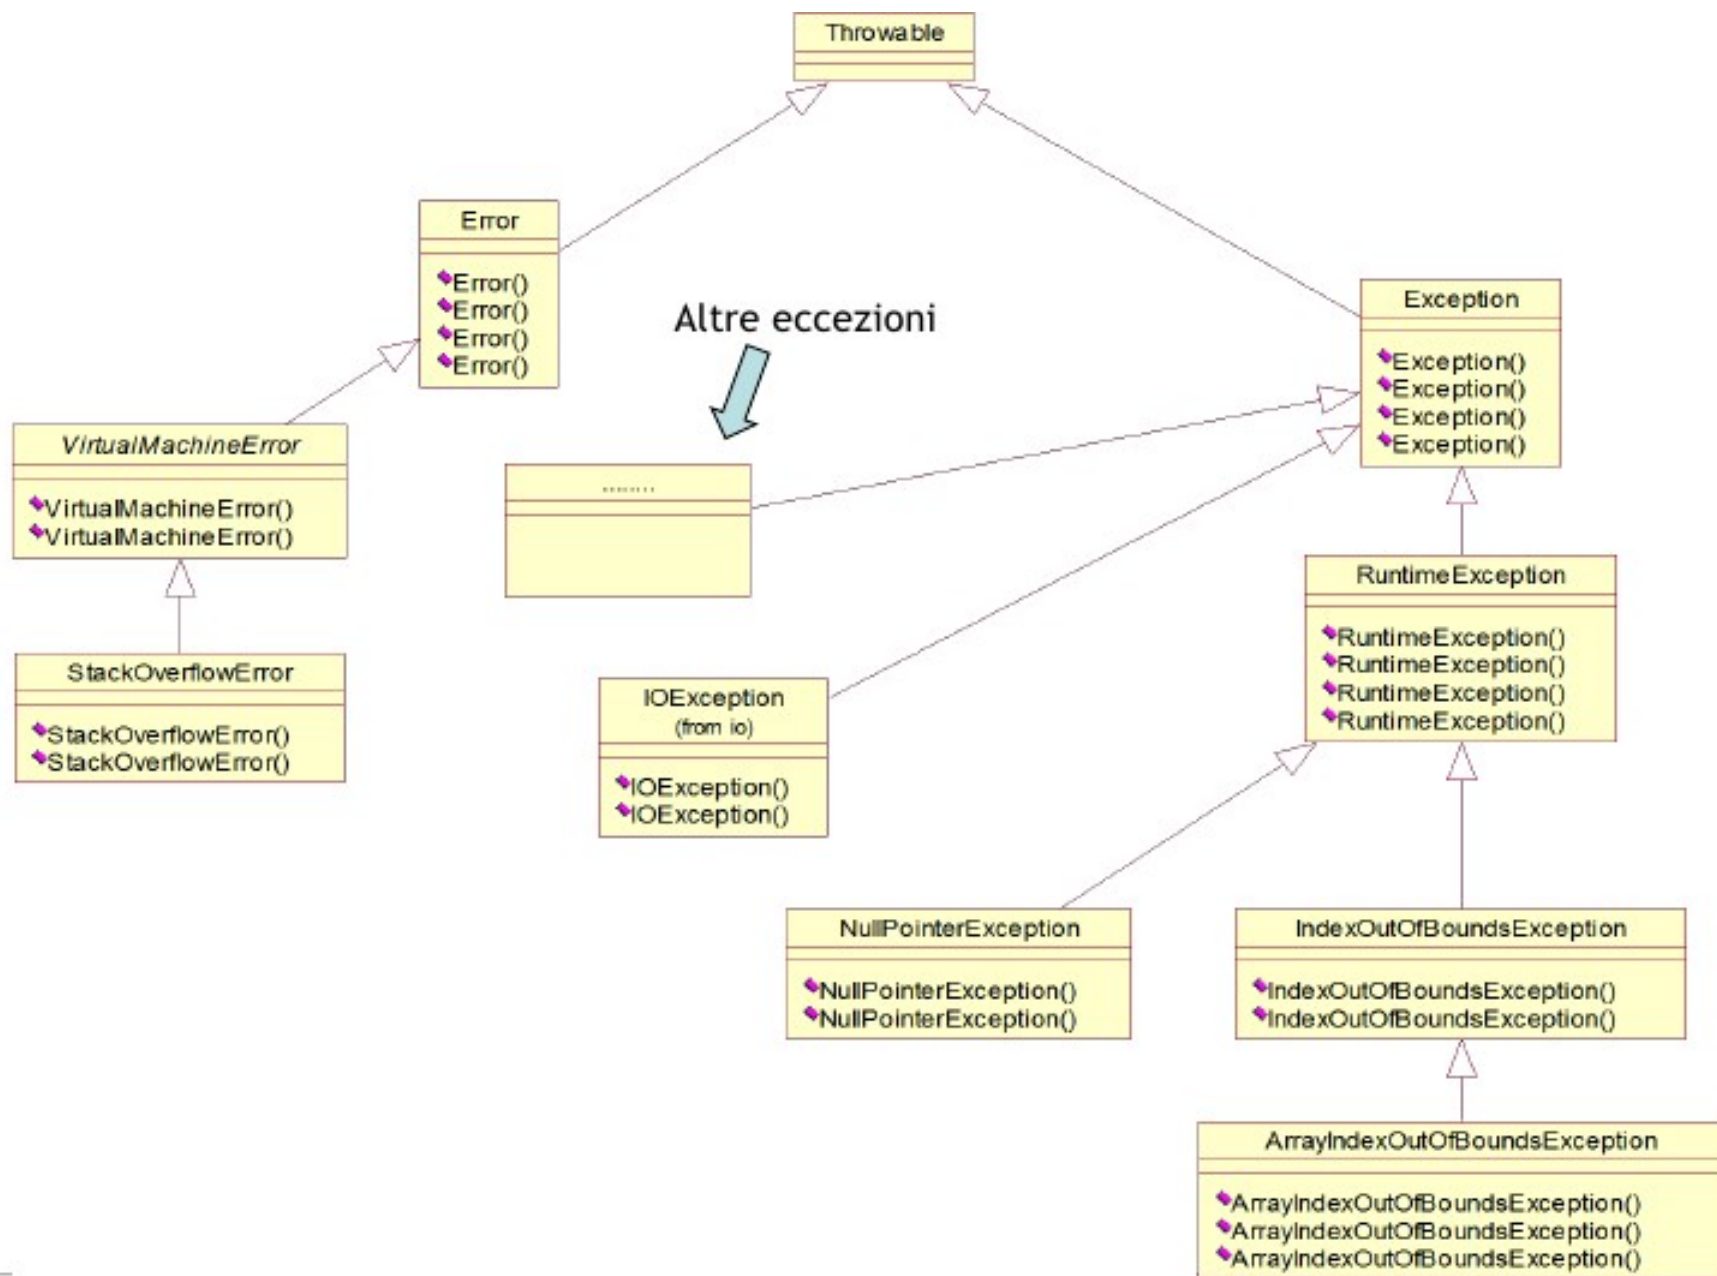 Throwable
Error
Error()
Error()
Error()
Error()
Altre eccezioni
Exception
Exception()
Exception()
Exception()
Exception()
VirtualMachineError
VirtualMachineError()
VirtualMachineError()
........
RuntimeException
RuntimeException()
RuntimeException()
RuntimeException()
RuntimeException()
StackOverflowError
StackOverflowError()
StackOverflowError()
IOException
(from io)
IOException()
IOException()
NullPointerException
NullPointerException()
NullPointerException()
IndexOutOfBoundsException
IndexOutOfBoundsException()
IndexOutOfBoundsException()
ArrayIndexOutOfBoundsException
ArrayIndexOutOfBoundsException()
ArrayIndexOutOfBoundsException()
ArrayIndexOutOfBoundsException()